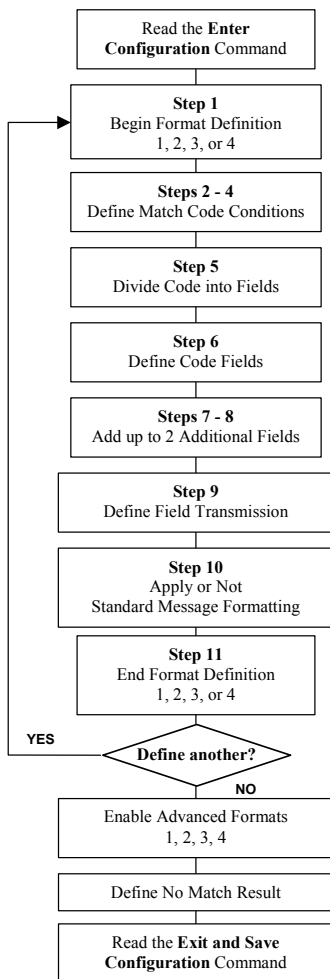 Read the Enter
Configuration Command
Step 1
Begin Format Definition
1, 2, 3, or 4
Steps 2 - 4
Define Match Code Conditions
Step 5
Divide Code into Fields
Step 6
Define Code Fields
Steps 7 - 8
Add up to 2 Additional Fields
Step 9
Define Field Transmission
Step 10
Apply or Not
Standard Message Formatting
Step 11
End Format Definition
1, 2, 3, or 4
YES
Define another?
NO
Enable Advanced Formats
1, 2, 3, 4
Define No Match Result
Read the Exit and Save
Configuration Command